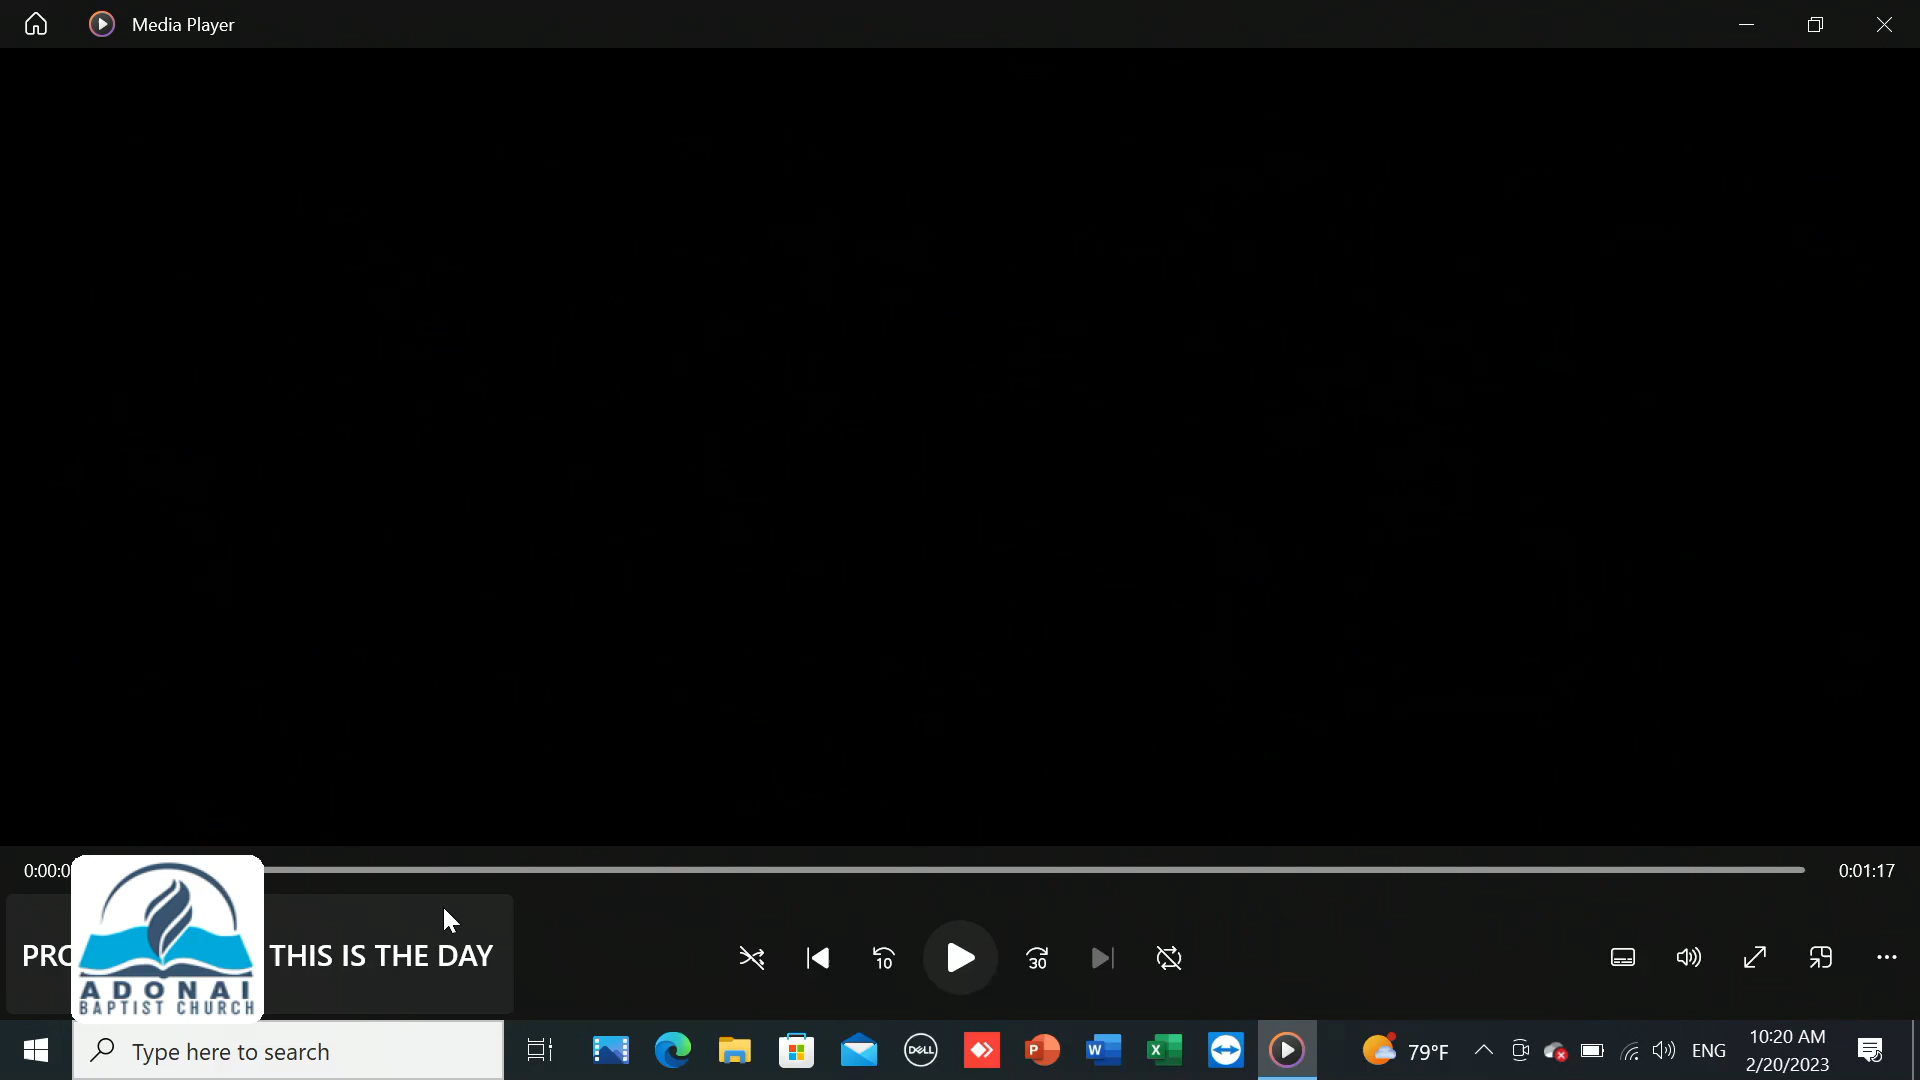 Media Player
0:00:0
0:01:17
THIS IS THE DAY
ADONAI
BAPTIST CHURCH
10
30
Type here to search
DELL
P
W
X
79°F
ENG
10:20 AM
2/20/2023